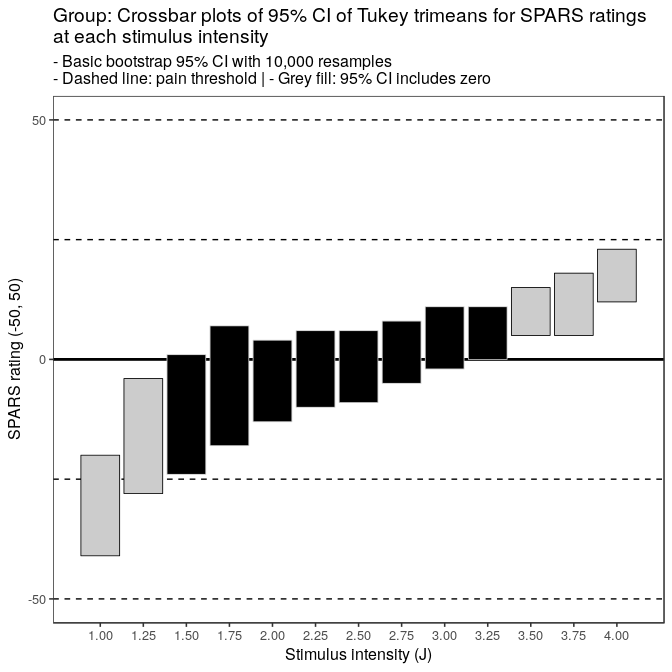 Group: Crossbar plots of 95% CI of Tukey trimeans for SPARS ratings
at each stimulus intensity
- Basic bootstrap 95% CI with 10,000 resamples
- Dashed line: pain threshold | - Grey fill: 95% CI includes zero
50
0
-50
SPARS rating (-50, 50)
1.00 1.25 1.50 1.75 2.00 2.25 2.50 2.75 3.00 3.25 3.50 3.75 4.00
Stimulus intensity (J)